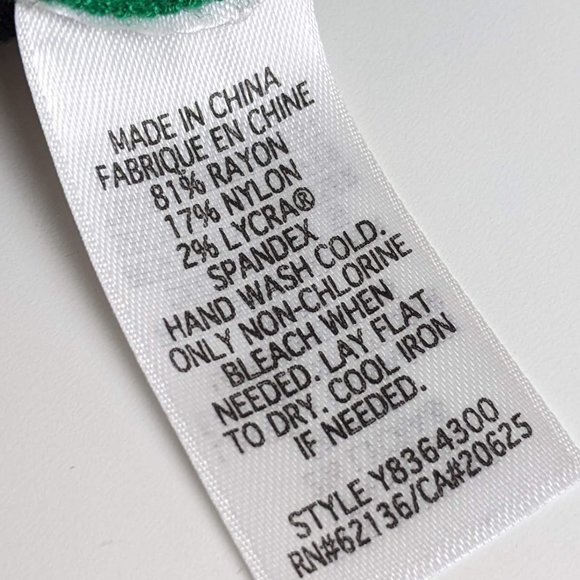 MADE IN CHINA
FABRIQUE EN CHINE
81% RAYON
17% NYLON
2% LYCRA®
SPANDEX
HAND WASH COLD.
ONLY NON-CHLORINE
BLEACH WHEN
NEEDED. LAY FLAT
TO DRY. COOL IRON
IF NEEDED.
STYLE Y8364300
RN#62136/CA#20625